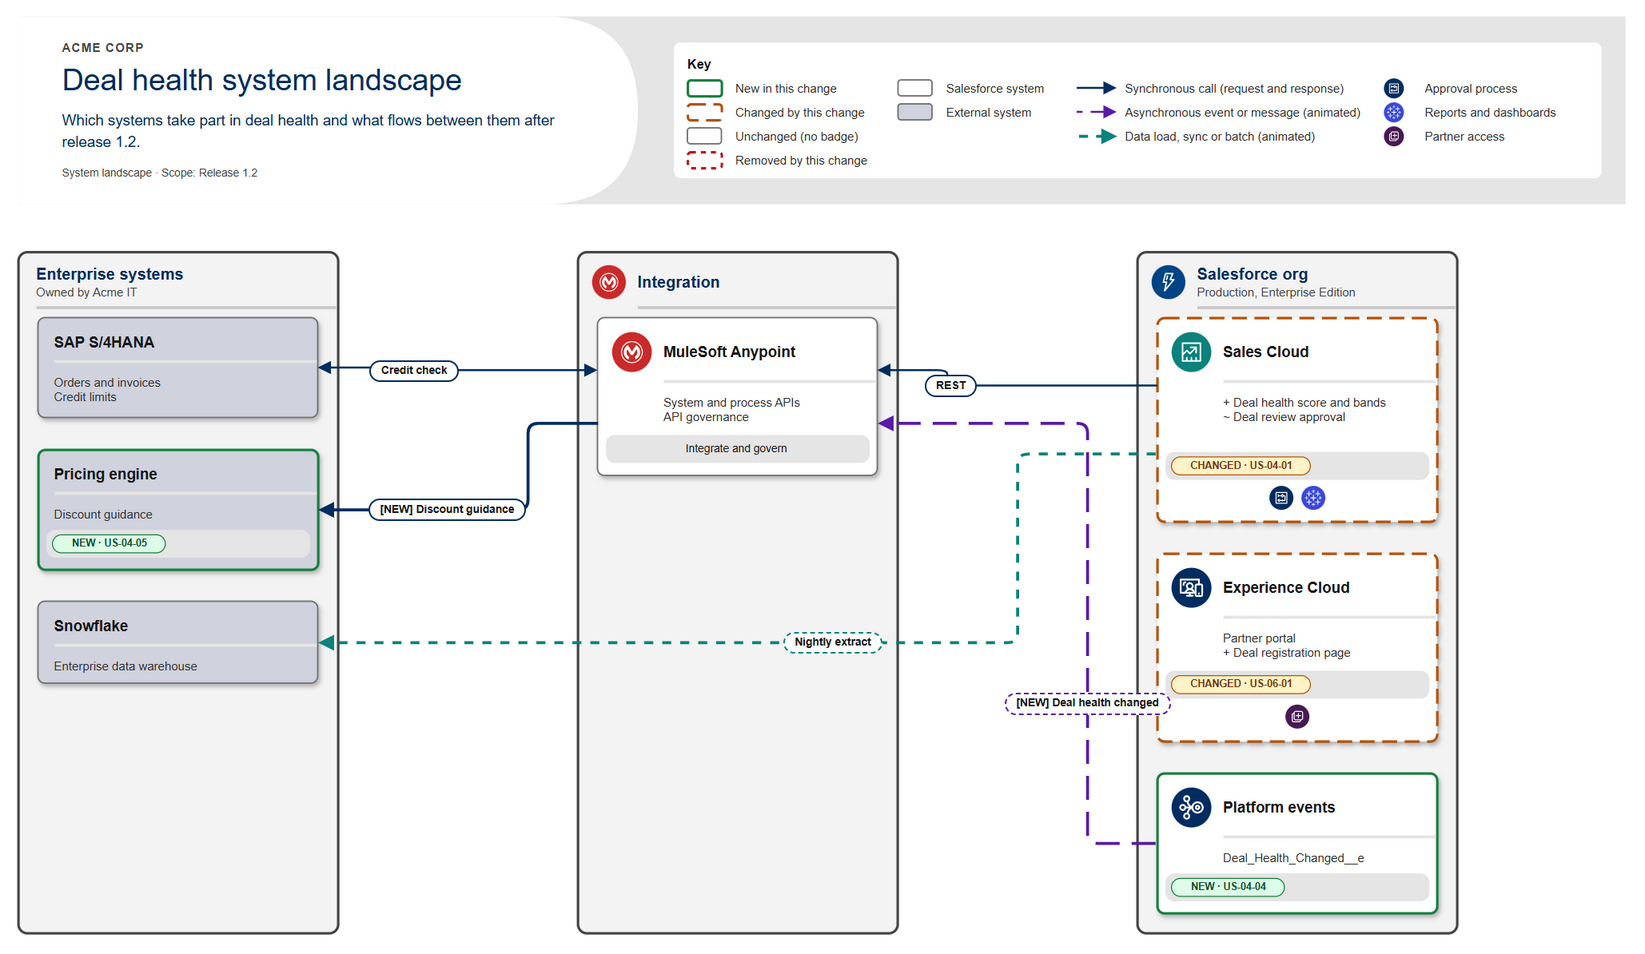 ACME CORP
Deal health system landscape
Which systems take part in deal health and what flows between them after
release 1.2.
System landscape · Scope: Release 1.2
Key
New in this change
Changed by this change
Unchanged (no badge)
Removed by this change
Salesforce system
External system
Synchronous call (request and response)
Asynchronous event or message (animated)
Data load, sync or batch (animated)
Approval process
Reports and dashboards
Partner access
Enterprise systems
Owned by Acme IT
SAP S/4HANA
Orders and invoices
Credit limits
Pricing engine
Discount guidance
NEW · US-04-05
Snowflake
Enterprise data warehouse
Credit check
[NEW] Discount guidance
Integration
MuleSoft Anypoint
System and process APIs
API governance
Integrate and govern
Nightly extract
REST
[NEW] Deal health changed
Salesforce org
Production, Enterprise Edition
Sales Cloud
+ Deal health score and bands
~ Deal review approval
CHANGED · US-04-01
Experience Cloud
Partner portal
+ Deal registration page
CHANGED · US-06-01
Platform events
Deal_Health_Changed__e
NEW · US-04-04